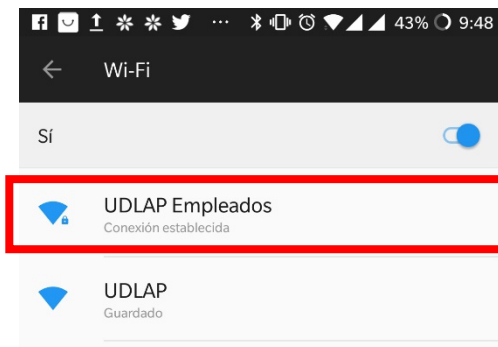 43% 9:48
Wi-Fi
Sí
UDLAP Empleados
Conexión establecida
UDLAP
Guardado